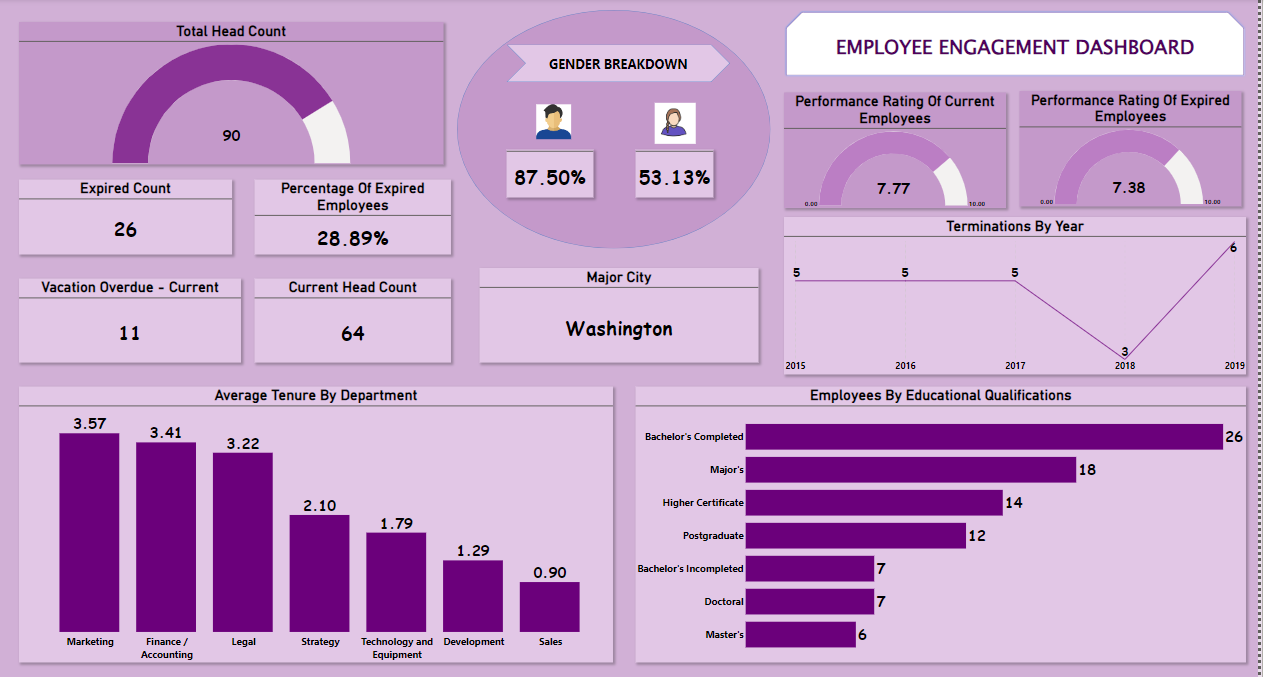 Total Head Count
90
GENDER BREAKDOWN
87.50%
53.13%
EMPLOYEE ENGAGEMENT DASHBOARD
Performance Rating Of Current
Employees
7.77
0.00
10.00
Performance Rating Of Expired
Employees
7.38
0.00
10.00
Expired Count
26
Percentage Of Expired
Employees
28.89%
Vacation Overdue - Current
11
Current Head Count
64
Major City
Washington
Terminations By Year
5
5
5
3
6
2015
2016
2017
2018
2019
Average Tenure By Department
3.57
3.41
3.22
2.10
1.79
1.29
0.90
Marketing
Finance /
Accounting
Legal
Strategy
Technology and
Equipment
Development
Sales
Employees By Educational Qualifications
Bachelor's Completed
26
Major's
18
Higher Certificate
14
Postgraduate
12
Bachelor's Incompleted
7
Doctoral
7
Master's
6